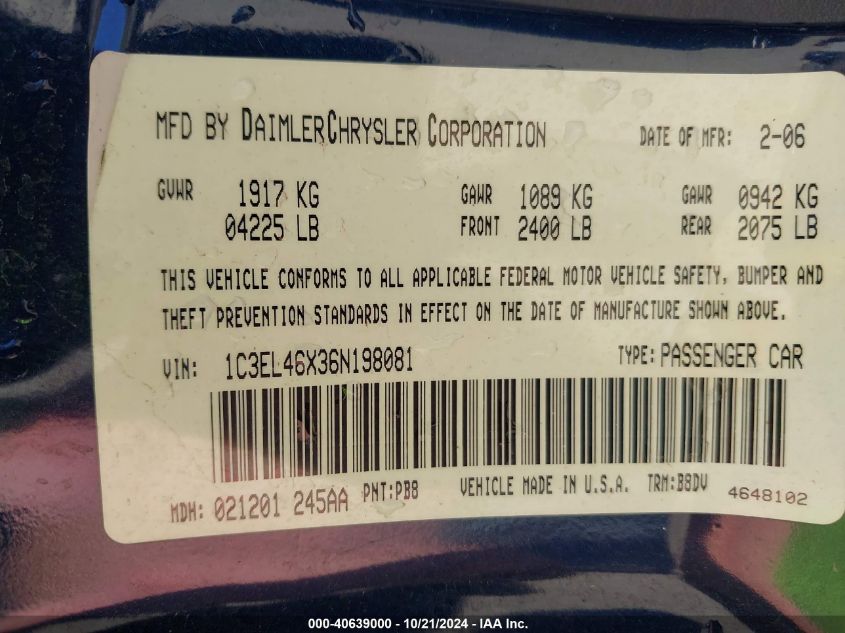 MFD BY DAIMLERCHRYSLER CORPORATION DATE OF MFR: 2-06
GVWR 1917 KG GAWR 1089 KG GAWR 0942 KG
04225 LB FRONT 2400 LB REAR 2075 LB
THIS VEHICLE CONFORMS TO ALL APPLICABLE FEDERAL MOTOR VEHICLE SAFETY, BUMPER AND
THEFT PREVENTION STANDARDS IN EFFECT ON THE DATE OF MANUFACTURE SHOWN ABOVE.
VIN: 1C3EL46X36N198081 TYPE: PASSENGER CAR
MDH: 021201 245AA PNT:PB8 VEHICLE MADE IN U.S.A. TRM:B8DV 4648102
000-40639000 - 10/21/2024 - IAA Inc.